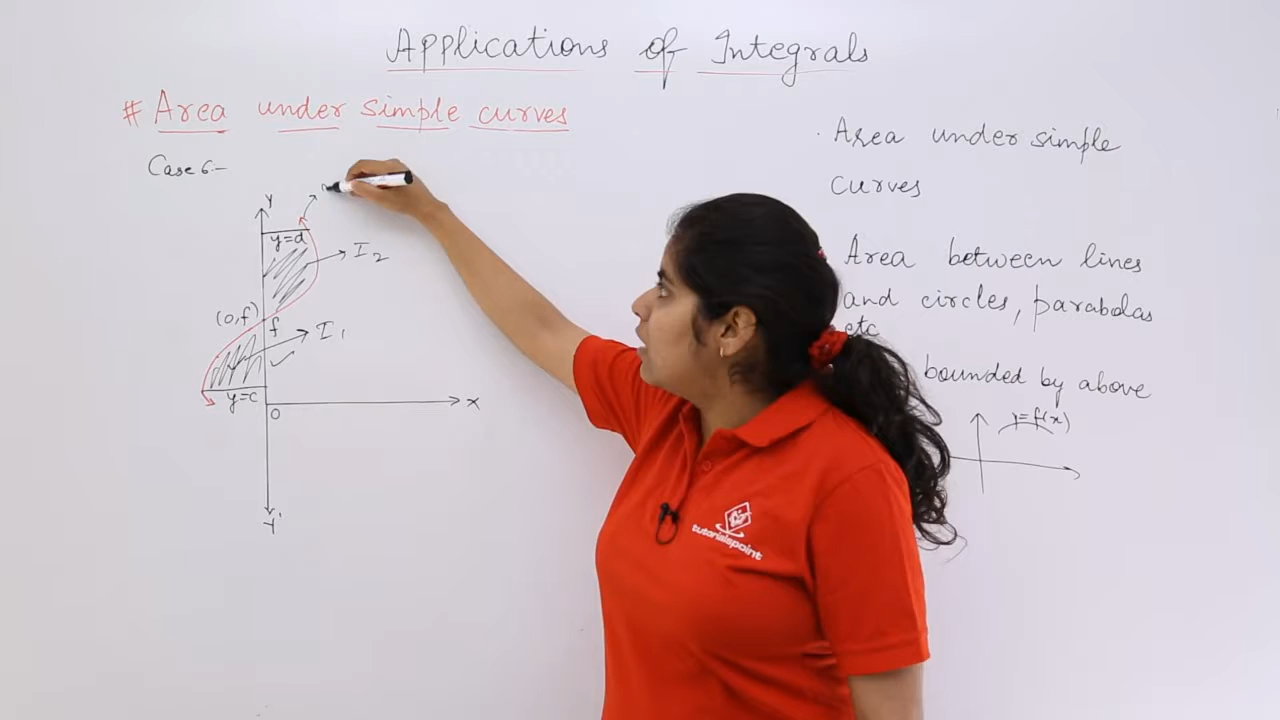 Applications of Integrals
# Area under simple curves
Case 6:-
Y
y=d
I₂
(0,f)
f
I₁
y=c
O
X
Y'
Area under simple
curves
Area between lines
and circles, parabolas
etc
bounded by above
y=f(x)
tutorialspoint